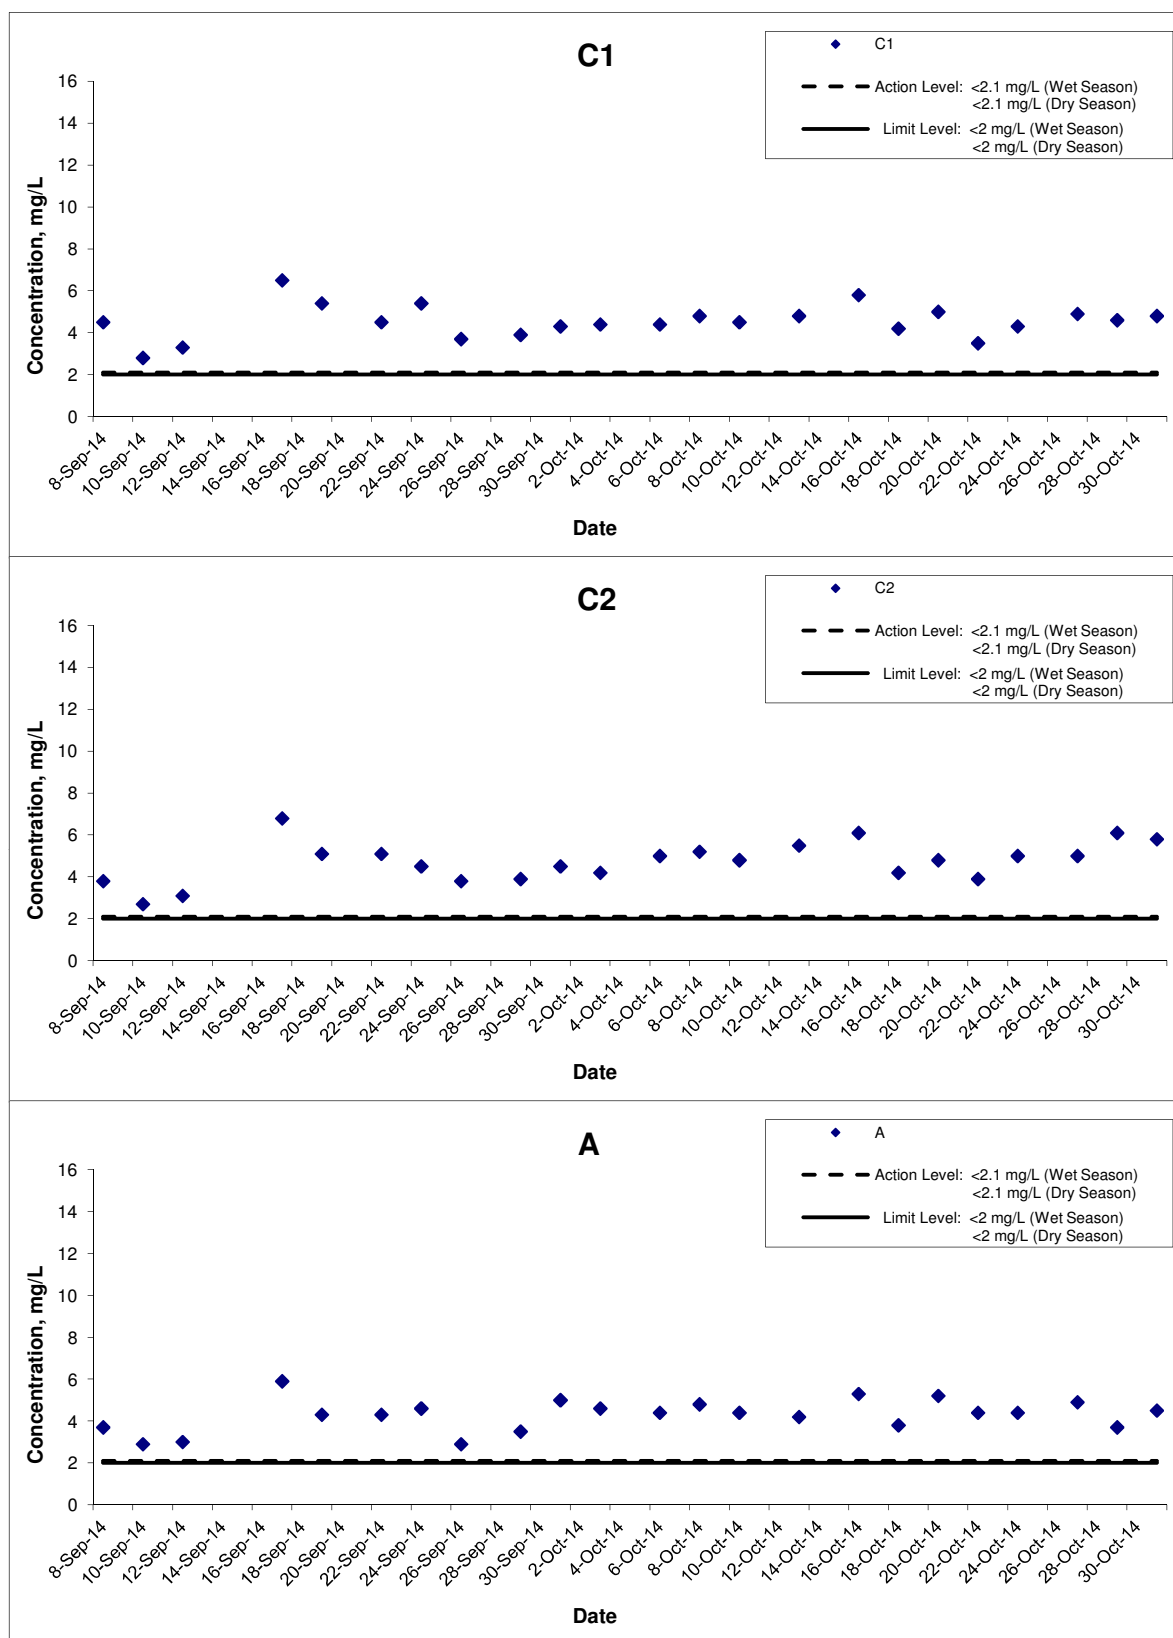 C1
C1
Action Level: <2.1 mg/L (Wet Season)
<2.1 mg/L (Dry Season)
Limit Level: <2 mg/L (Wet Season)
<2 mg/L (Dry Season)
Concentration, mg/L
16
14
12
10
8
6
4
2
0
8-Sep-14
10-Sep-14
12-Sep-14
14-Sep-14
16-Sep-14
18-Sep-14
20-Sep-14
22-Sep-14
24-Sep-14
26-Sep-14
28-Sep-14
30-Sep-14
2-Oct-14
4-Oct-14
6-Oct-14
8-Oct-14
10-Oct-14
12-Oct-14
14-Oct-14
16-Oct-14
18-Oct-14
20-Oct-14
22-Oct-14
24-Oct-14
26-Oct-14
28-Oct-14
30-Oct-14
Date
C2
C2
Action Level: <2.1 mg/L (Wet Season)
<2.1 mg/L (Dry Season)
Limit Level: <2 mg/L (Wet Season)
<2 mg/L (Dry Season)
Concentration, mg/L
16
14
12
10
8
6
4
2
0
8-Sep-14
10-Sep-14
12-Sep-14
14-Sep-14
16-Sep-14
18-Sep-14
20-Sep-14
22-Sep-14
24-Sep-14
26-Sep-14
28-Sep-14
30-Sep-14
2-Oct-14
4-Oct-14
6-Oct-14
8-Oct-14
10-Oct-14
12-Oct-14
14-Oct-14
16-Oct-14
18-Oct-14
20-Oct-14
22-Oct-14
24-Oct-14
26-Oct-14
28-Oct-14
30-Oct-14
Date
A
A
Action Level: <2.1 mg/L (Wet Season)
<2.1 mg/L (Dry Season)
Limit Level: <2 mg/L (Wet Season)
<2 mg/L (Dry Season)
Concentration, mg/L
16
14
12
10
8
6
4
2
0
8-Sep-14
10-Sep-14
12-Sep-14
14-Sep-14
16-Sep-14
18-Sep-14
20-Sep-14
22-Sep-14
24-Sep-14
26-Sep-14
28-Sep-14
30-Sep-14
2-Oct-14
4-Oct-14
6-Oct-14
8-Oct-14
10-Oct-14
12-Oct-14
14-Oct-14
16-Oct-14
18-Oct-14
20-Oct-14
22-Oct-14
24-Oct-14
26-Oct-14
28-Oct-14
30-Oct-14
Date